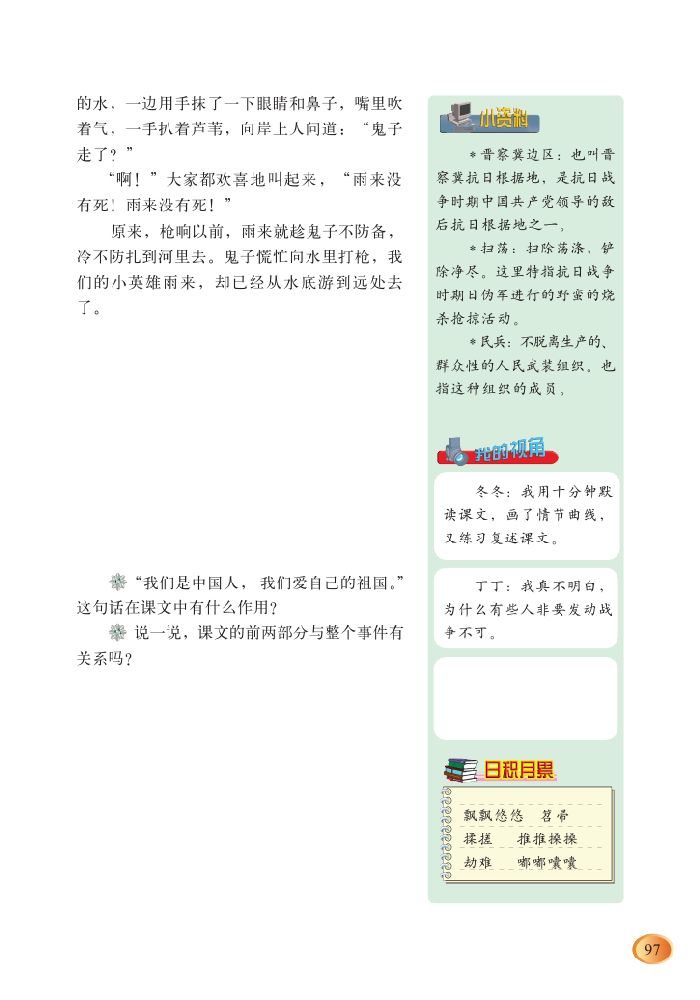 的水，一边用手抹了一下眼睛和鼻子，嘴里吹
着气，一手扒着芦苇，向岸上人问道：“鬼子
走了？”
“啊！”大家都欢喜地叫起来，“雨来没
有死！雨来没有死！”
原来，枪响以前，雨来就趁鬼子不防备，
冷不防扎到河里去。鬼子慌忙向水里打枪，我
们的小英雄雨来，却已经从水底游到远处去
了。
“我们是中国人，我们爱自己的祖国。”
这句话在课文中有什么作用？
说一说，课文的前两部分与整个事件有
关系吗？
小资料
*晋察冀边区：也叫晋
察冀抗日根据地，是抗日战
争时期中国共产党领导的敌
后抗日根据地之一。
*扫荡：扫除荡涤，铲
除净尽。这里特指抗日战争
时期日伪军进行的野蛮的烧
杀抢掠活动。
*民兵：不脱离生产的、
群众性的人民武装组织。也
指这种组织的成员。
我的视角
冬冬：我用十分钟默
读课文，画了情节曲线，
又练习复述课文。
丁丁：我真不明白，
为什么有些人非要发动战
争不可。
日积月累
飘飘悠悠 笤帚
揉搓 推推搡搡
劫难 嘟嘟囔囔
97